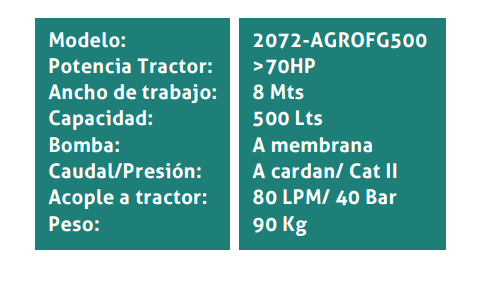 Modelo: 2072-AGROFG500
Potencia Tractor: >70HP
Ancho de trabajo: 8 Mts
Capacidad: 500 Lts
Bomba: A membrana
Caudal/Presión: A cardan/ Cat II
Acople a tractor: 80 LPM/ 40 Bar
Peso: 90 Kg